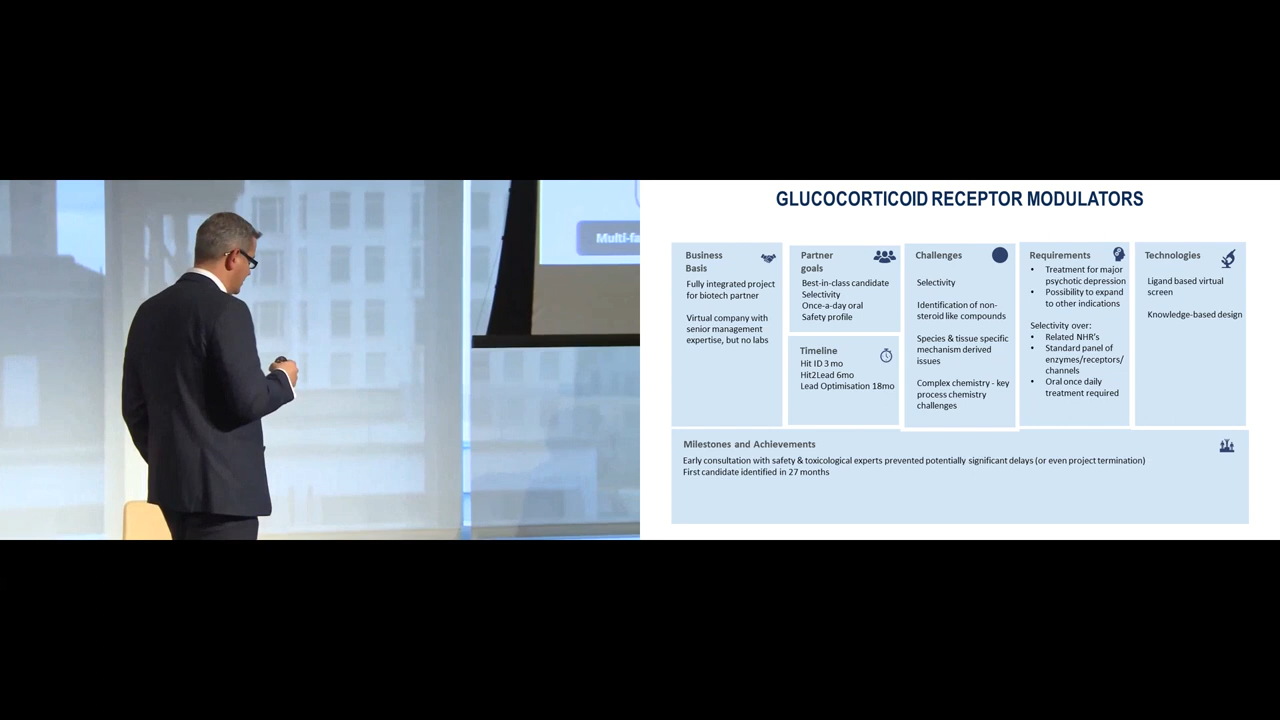 Multi-fa
GLUCOCORTICOID RECEPTOR MODULATORS
Business
Basis
Fully integrated project
for biotech partner
Virtual company with
senior management
expertise, but no labs
Partner
goals
Best-in-class candidate
Selectivity
Once-a-day oral
Safety profile
Timeline
Hit ID 3 mo
Hit2Lead 6mo
Lead Optimisation 18mo
Challenges
Selectivity
Identification of non-
steroid like compounds
Species & tissue specific
mechanism derived
issues
Complex chemistry - key
process chemistry
challenges
Requirements
• Treatment for major
psychotic depression
• Possibility to expand
to other indications
Selectivity over:
• Related NHR's
• Standard panel of
enzymes/receptors/
channels
• Oral once daily
treatment required
Technologies
Ligand based virtual
screen
Knowledge-based design
Milestones and Achievements
Early consultation with safety & toxicological experts prevented potentially significant delays (or even project termination)
First candidate identified in 27 months